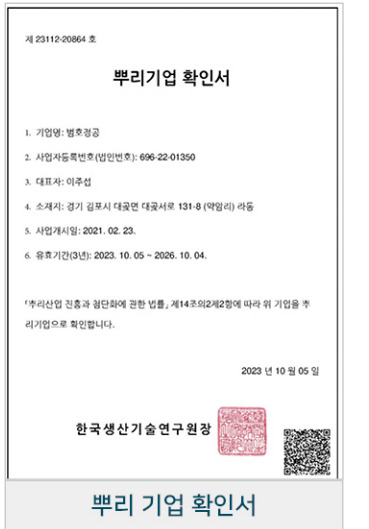 제 23112-20864 호
뿌리기업 확인서
1. 기업명: 범호정공
2. 사업자등록번호(법인번호): 696-22-01350
3. 대표자: 이주섭
4. 소재지: 경기 김포시 대곶면 대곶서로 131-8 (약암리) 라동
5. 사업개시일: 2021. 02. 23.
6. 유효기간(3년): 2023. 10. 05 ~ 2026. 10. 04.
「뿌리산업 진흥과 첨단화에 관한 법률」 제14조의2제2항에 따라 위 기업을 뿌
리기업으로 확인합니다.
2023 년 10 월 05 일
한국생산기술연구원장
뿌리 기업 확인서